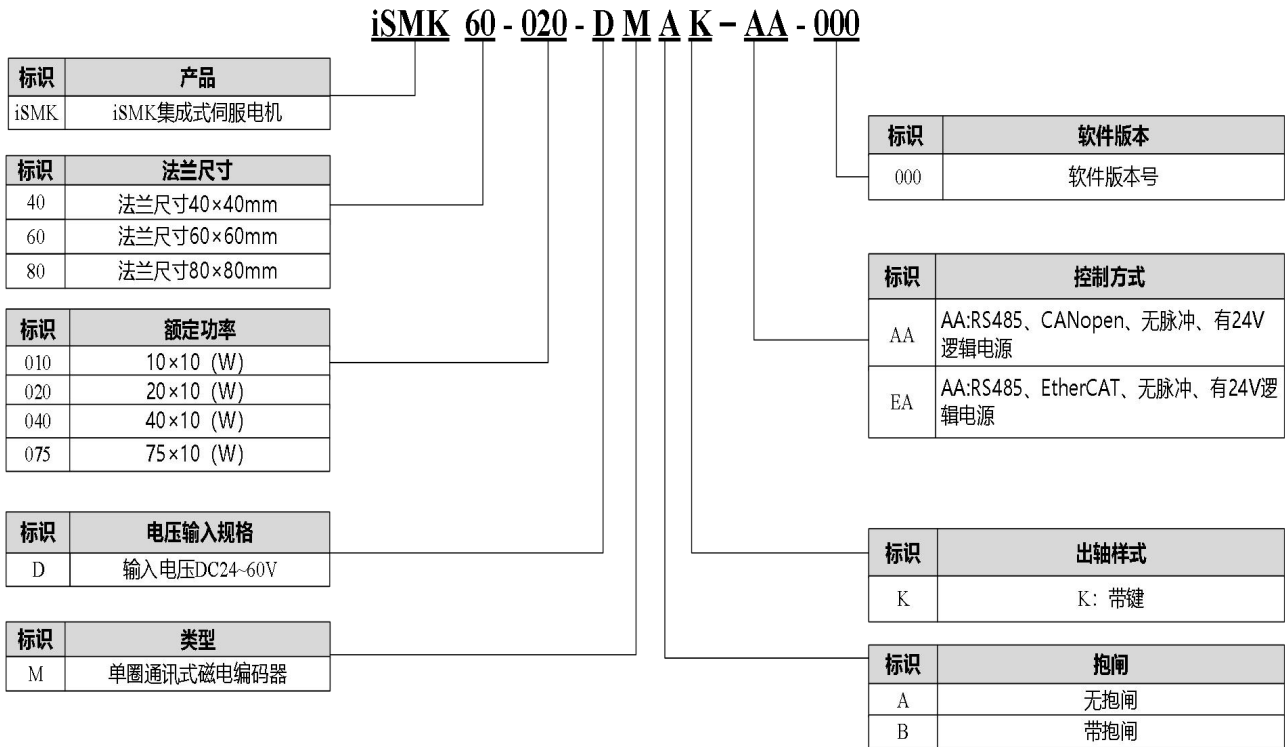 iSMK 60 - 020 - D M A K - AA - 000
标识 产品
iSMK iSMK集成式伺服电机
标识 法兰尺寸
40 法兰尺寸40×40mm
60 法兰尺寸60×60mm
80 法兰尺寸80×80mm
标识 额定功率
010 10×10 (W)
020 20×10 (W)
040 40×10 (W)
075 75×10 (W)
标识 电压输入规格
D 输入电压DC24~60V
标识 类型
M 单圈通讯式磁电编码器
标识 软件版本
000 软件版本号
标识 控制方式
AA AA:RS485、CANopen、无脉冲、有24V
逻辑电源
EA AA:RS485、EtherCAT、无脉冲、有24V逻
辑电源
标识 出轴样式
K K: 带键
标识 抱闸
A 无抱闸
B 带抱闸